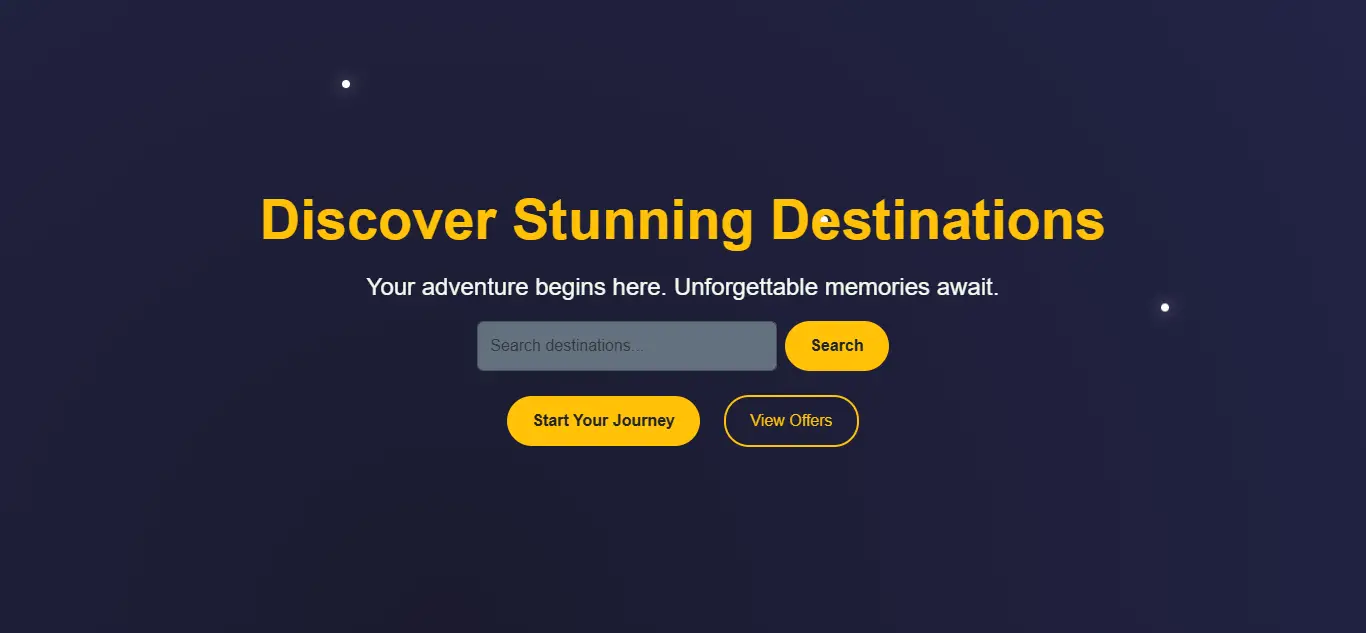 Discover Stunning Destinations
Your adventure begins here. Unforgettable memories await.
Search destinations...
Search
Start Your Journey
View Offers